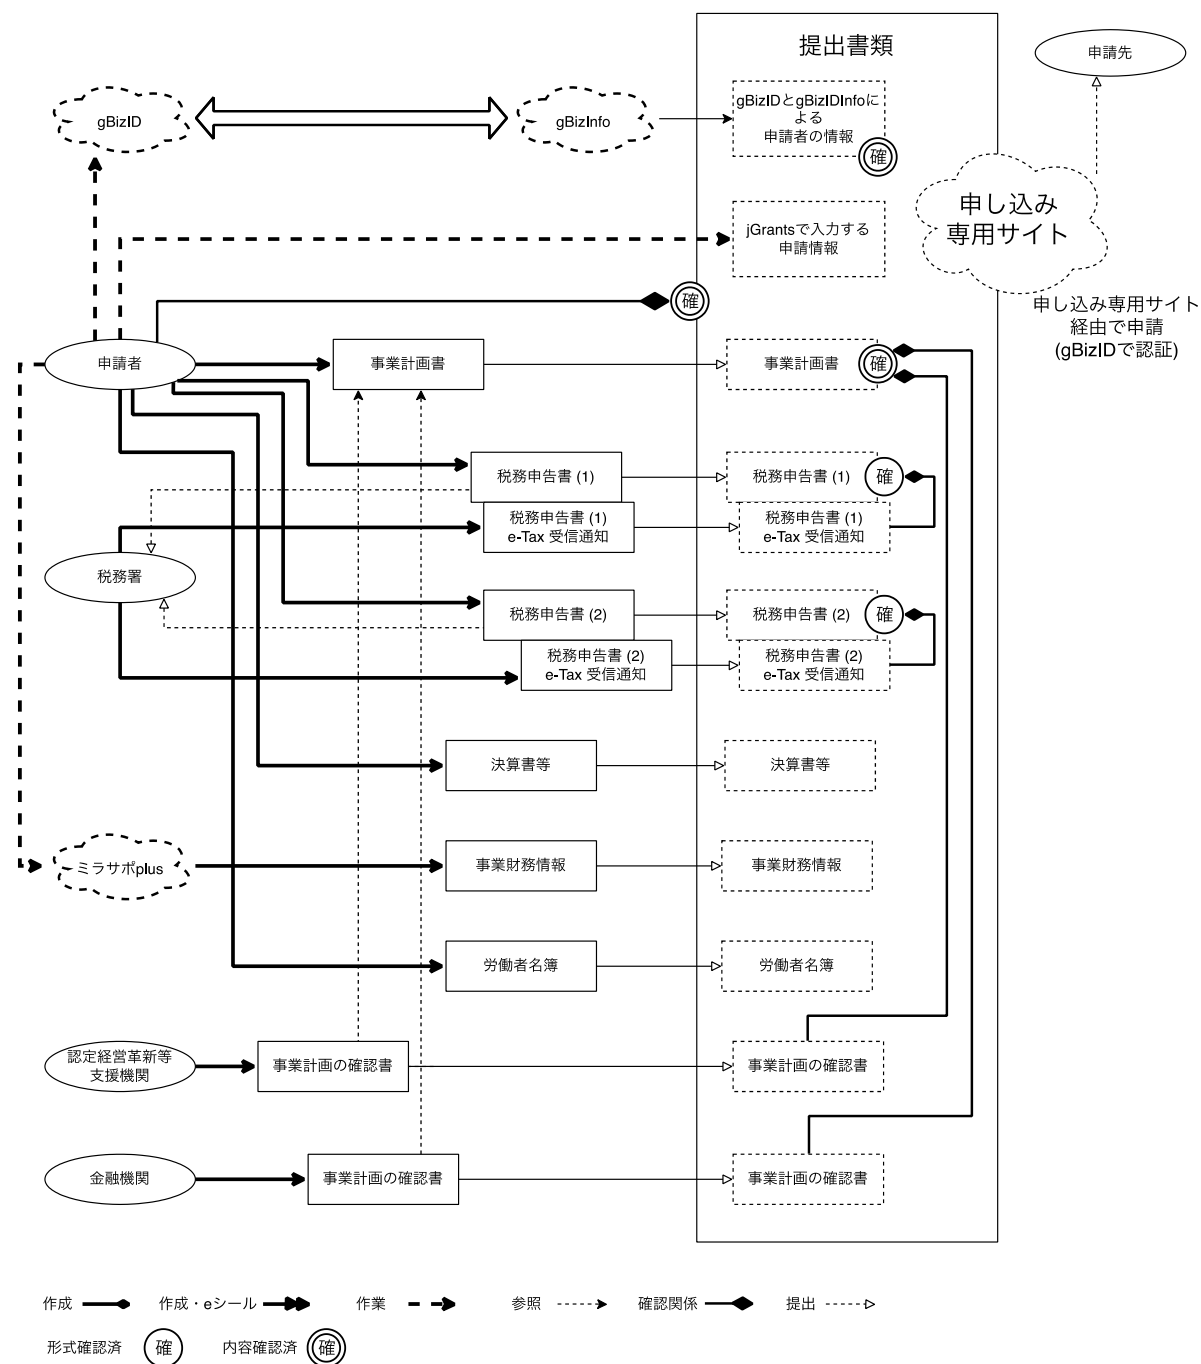 提出書類
申請先
gBizID
gBizInfo
gBizIDとgBizIDInfoに
よる
申請者の情報
確
申し込み
専用サイト
jGrantsで入力する
申請情報
確
申し込み専用サイト
経由で申請
(gBizIDで認証)
申請者
事業計画書
事業計画書
確
税務申告書 (1)
税務申告書 (1)
確
税務申告書 (1)
e-Tax 受信通知
税務申告書 (1)
e-Tax 受信通知
税務署
税務申告書 (2)
税務申告書 (2)
確
税務申告書 (2)
e-Tax 受信通知
税務申告書 (2)
e-Tax 受信通知
決算書等
決算書等
ミラサポplus
事業財務情報
事業財務情報
労働者名簿
労働者名簿
認定経営革新等
支援機関
事業計画の確認書
事業計画の確認書
金融機関
事業計画の確認書
事業計画の確認書
作成
作成・eシール
作業
参照
確認関係
提出
形式確認済
確
内容確認済
確